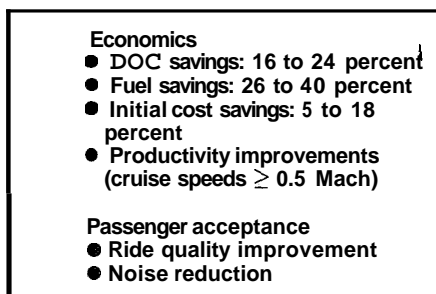 Economics
● DOC savings: 16 to 24 percent
● Fuel savings: 26 to 40 percent
● Initial cost savings: 5 to 18
percent
● Productivity improvements
(cruise speeds ≥ 0.5 Mach)
Passenger acceptance
● Ride quality improvement
● Noise reduction